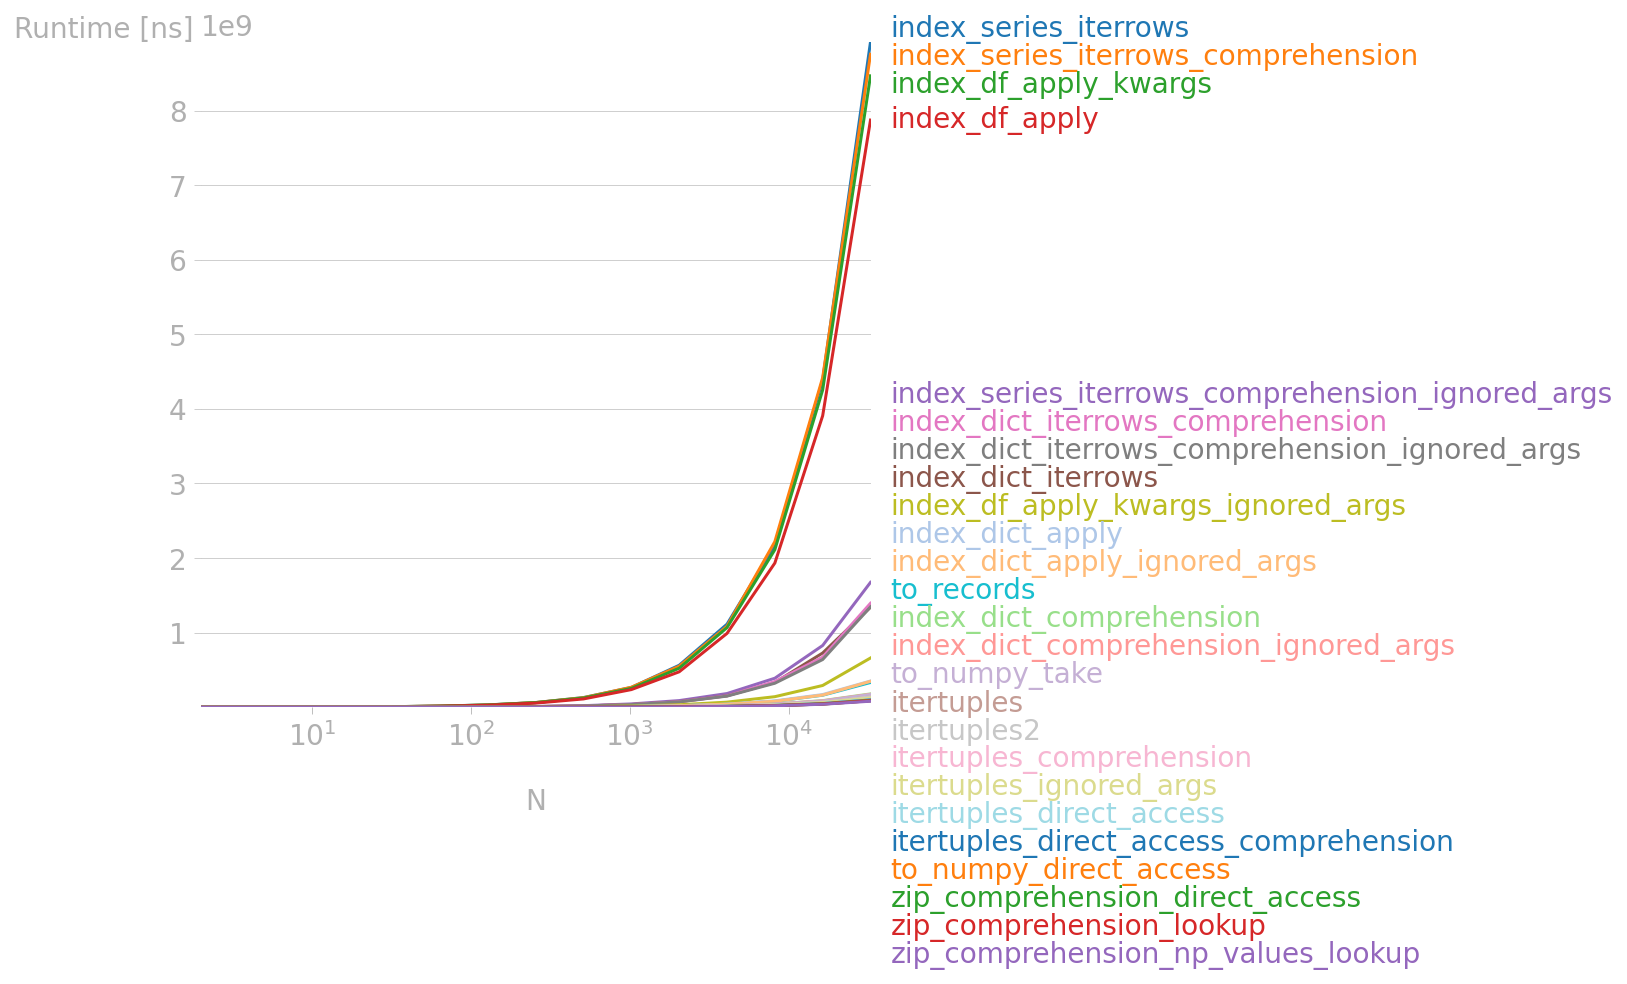 Runtime [ns] 1e9
8
7
6
5
4
3
2
1
10¹ 10² 10³ 10⁴
N
index_series_iterrows
index_series_iterrows_comprehension
index_df_apply_kwargs
index_df_apply
index_series_iterrows_comprehension_ignored_args
index_dict_iterrows_comprehension
index_dict_iterrows_comprehension_ignored_args
index_dict_iterrows
index_df_apply_kwargs_ignored_args
index_dict_apply
index_dict_apply_ignored_args
to_records
index_dict_comprehension
index_dict_comprehension_ignored_args
to_numpy_take
itertuples
itertuples2
itertuples_comprehension
itertuples_ignored_args
itertuples_direct_access
itertuples_direct_access_comprehension
to_numpy_direct_access
zip_comprehension_direct_access
zip_comprehension_lookup
zip_comprehension_np_values_lookup